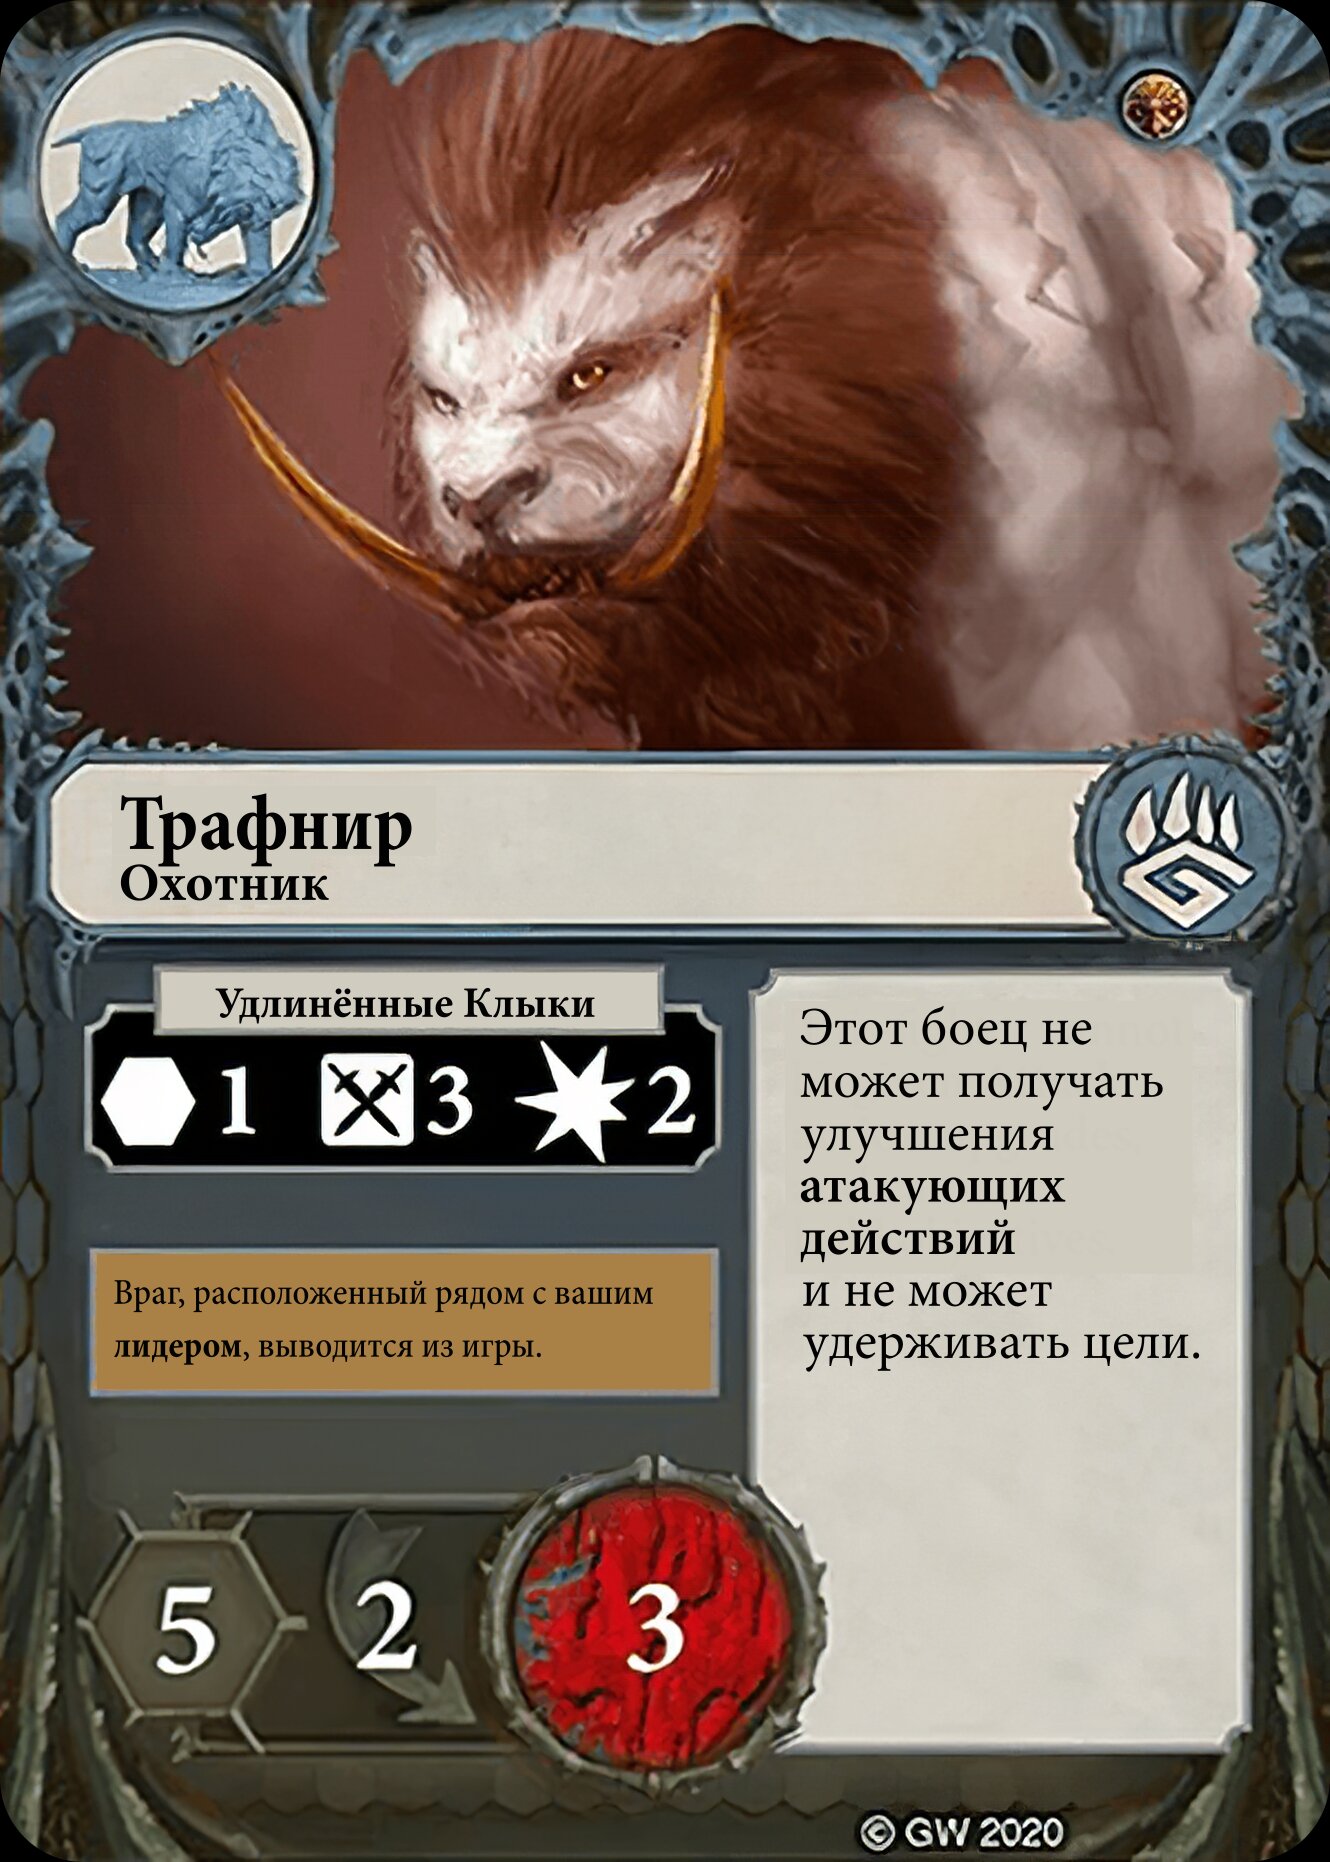 Трафнир
Охотник
Удлинённые Клыки
1 3 2
Этот боец не
может получать
улучшения
атакующих
действий
и не может
удерживать цели.
Враг, расположенный рядом с вашим
лидером, выводится из игры.
5 2 3
© GW 2020